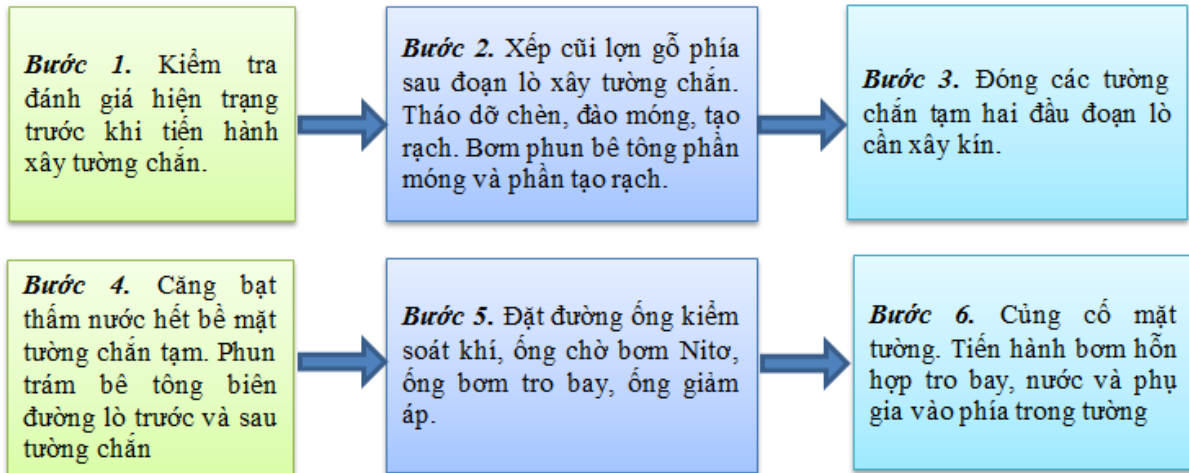 Bước 1. Kiểm tra
đánh giá hiện trạng
trước khi tiến hành
xây tường chắn.
Bước 2. Xếp cũi lợn gỗ phía
sau đoạn lò xây tường chắn.
Tháo dỡ chèn, đào móng, tạo
rạch. Bơm phun bê tông phần
móng và phần tạo rạch.
Bước 3. Đóng các tường
chắn tạm hai đầu đoạn lò
cần xây kín.
Bước 4. Căng bạt
thấm nước hết bề mặt
tường chắn tạm. Phun
trám bê tông biên
đường lò trước và sau
tường chắn
Bước 5. Đặt đường ống kiểm
soát khí, ống chờ bơm Nitơ,
ống bơm tro bay, ống giảm
áp.
Bước 6. Củng cố mặt
tường. Tiến hành bơm hỗn
hợp tro bay, nước và phụ
gia vào phía trong tường